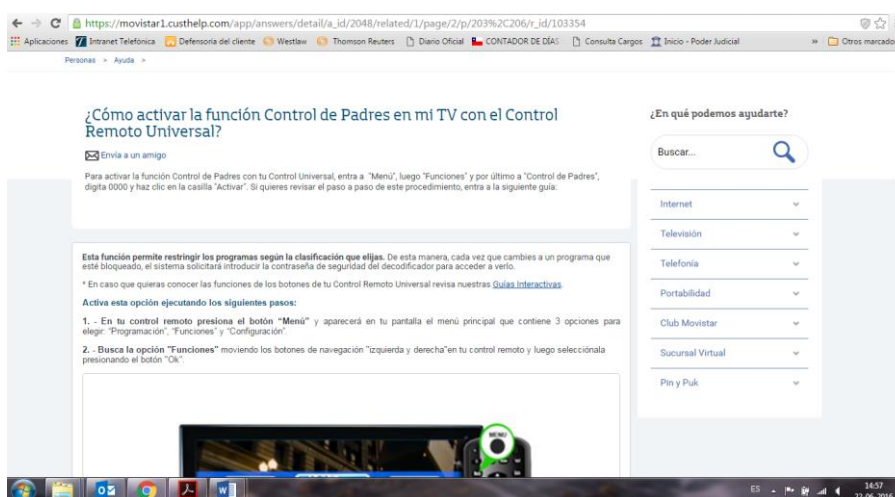 https://movistar1.custhelp.com/app/answers/detail/a_id/2048/related/1/page/2/p/203%2C206/r_id/103354
Aplicaciones Intranet Telefónica Defensoria del cliente Westlaw Thomson Reuters Diario Oficial CONTADOR DE DÍAS Consulta Cargos Inicio - Poder Judicial » Otros marcado
Personas > Ayuda >
¿Cómo activar la función Control de Padres en mi TV con el Control
Remoto Universal?
Envía a un amigo
Para activar la función Control de Padres con tu Control Universal, entra a "Menú", luego "Funciones" y por último a "Control de Padres",
digita 0000 y haz clic en la casilla "Activar". Si quieres revisar el paso a paso de este procedimiento, entra a la siguiente guía:
Esta función permite restringir los programas según la clasificación que elijas. De esta manera, cada vez que cambies a un programa que
esté bloqueado, el sistema solicitará introducir la contraseña de seguridad del decodificador para acceder a verlo.
* En caso que quieras conocer las funciones de los botones de tu Control Remoto Universal revisa nuestras Guías Interactivas.
Activa esta opción ejecutando los siguientes pasos:
1. - En tu control remoto presiona el botón "Menú" y aparecerá en tu pantalla el menú principal que contiene 3 opciones para
elegir: "Programación", "Funciones" y "Configuración".
2. - Busca la opción "Funciones" moviendo los botones de navegación "izquierda y derecha"en tu control remoto y luego selecciónala
presionando el botón "Ok".
MENU
¿En qué podemos ayudarte?
Buscar...
Internet
Televisión
Telefonía
Portabilidad
Club Movistar
Sucursal Virtual
Pin y Puk
ES
14:57
22-06-2016